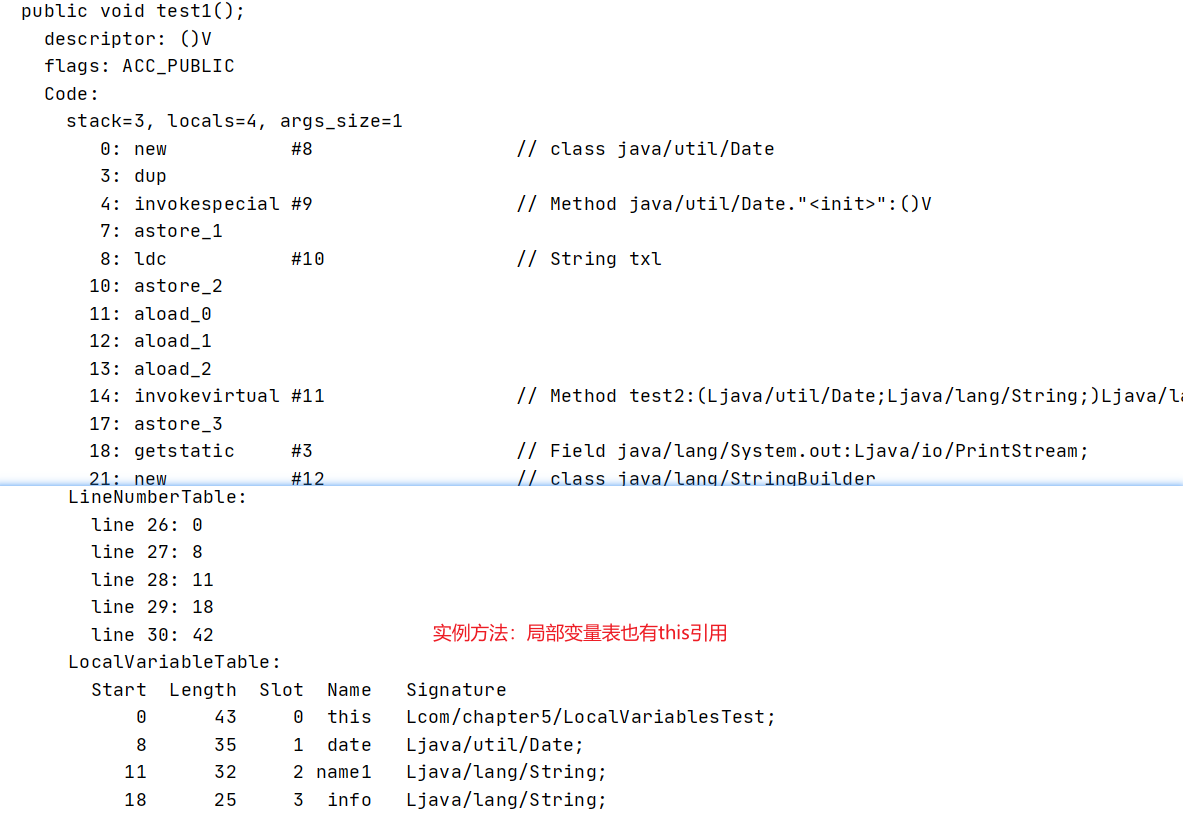 public void test1();
descriptor: ()V
flags: ACC_PUBLIC
Code:
stack=3, locals=4, args_size=1
0: new #8 // class java/util/Date
3: dup
4: invokespecial #9 // Method java/util/Date."<init>":()V
7: astore_1
8: ldc #10 // String txl
10: astore_2
11: aload_0
12: aload_1
13: aload_2
14: invokevirtual #11 // Method test2:(Ljava/util/Date;Ljava/lang/String;)Ljava/la
17: astore_3
18: getstatic #3 // Field java/lang/System.out:Ljava/io/PrintStream;
21: new #12 // class java/lang/StringBuilder
LineNumberTable:
line 26: 0
line 27: 8
line 28: 11
line 29: 18
line 30: 42
实例方法：局部变量表也有this引用
LocalVariableTable:
Start Length Slot Name Signature
0 43 0 this Lcom/chapter5/LocalVariablesTest;
8 35 1 date Ljava/util/Date;
11 32 2 name1 Ljava/lang/String;
18 25 3 info Ljava/lang/String;